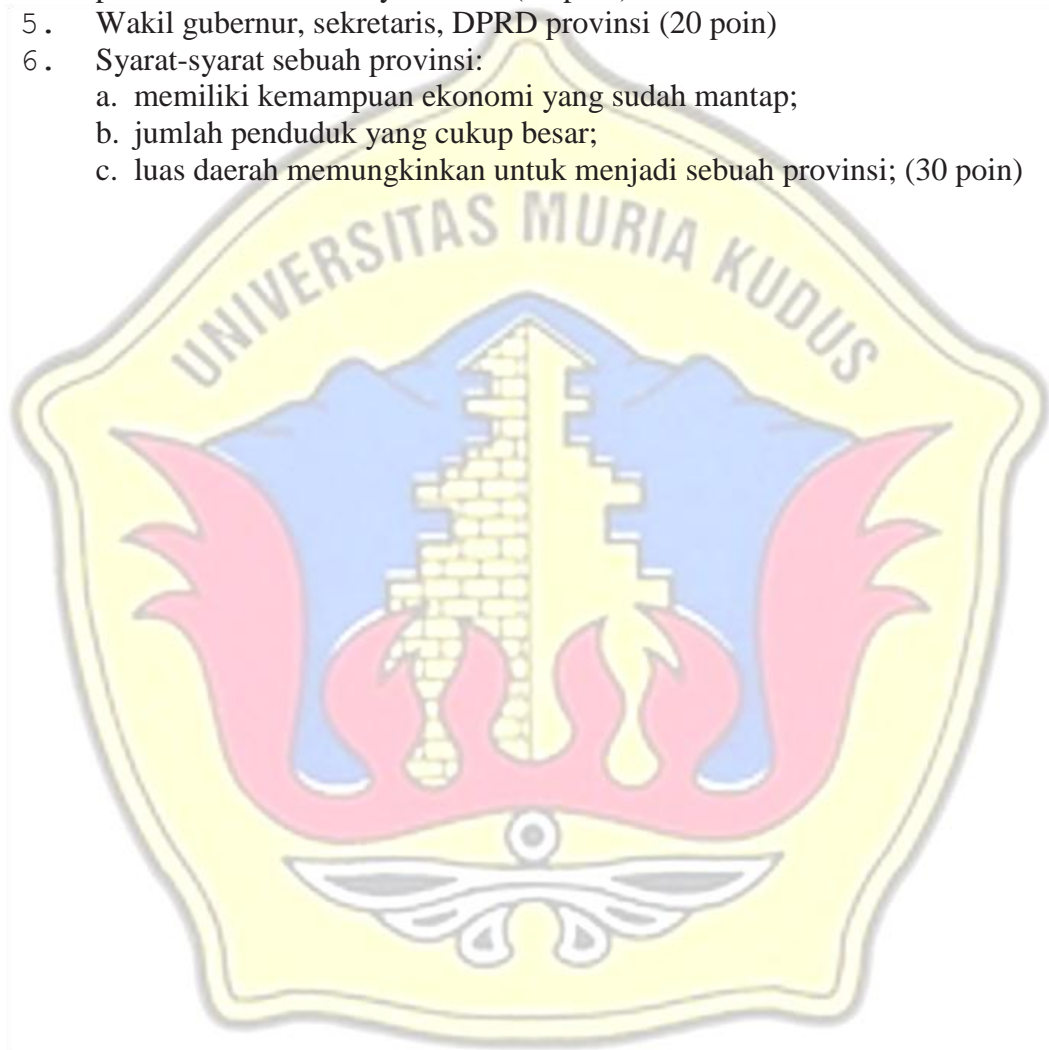 5. Wakil gubernur, sekretaris, DPRD provinsi (20 poin)
6. Syarat-syarat sebuah provinsi:
a. memiliki kemampuan ekonomi yang sudah mantap;
b. jumlah penduduk yang cukup besar;
c. luas daerah memungkinkan untuk menjadi sebuah provinsi; (30 poin)
UNIVERSITAS MURIA KUDUS